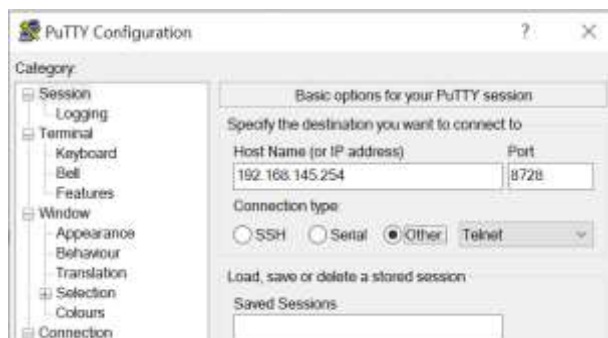 PuTTY Configuration ? ×
Category:
Session
Logging
Terminal
Keyboard
Bell
Features
Window
Appearance
Behaviour
Translation
Selection
Colours
Connection
Basic options for your PuTTY session
Specify the destination you want to connect to
Host Name (or IP address) Port
192.168.145.254 8728
Connection type:
SSH Serial Other Telnet
Load, save or delete a stored session
Saved Sessions